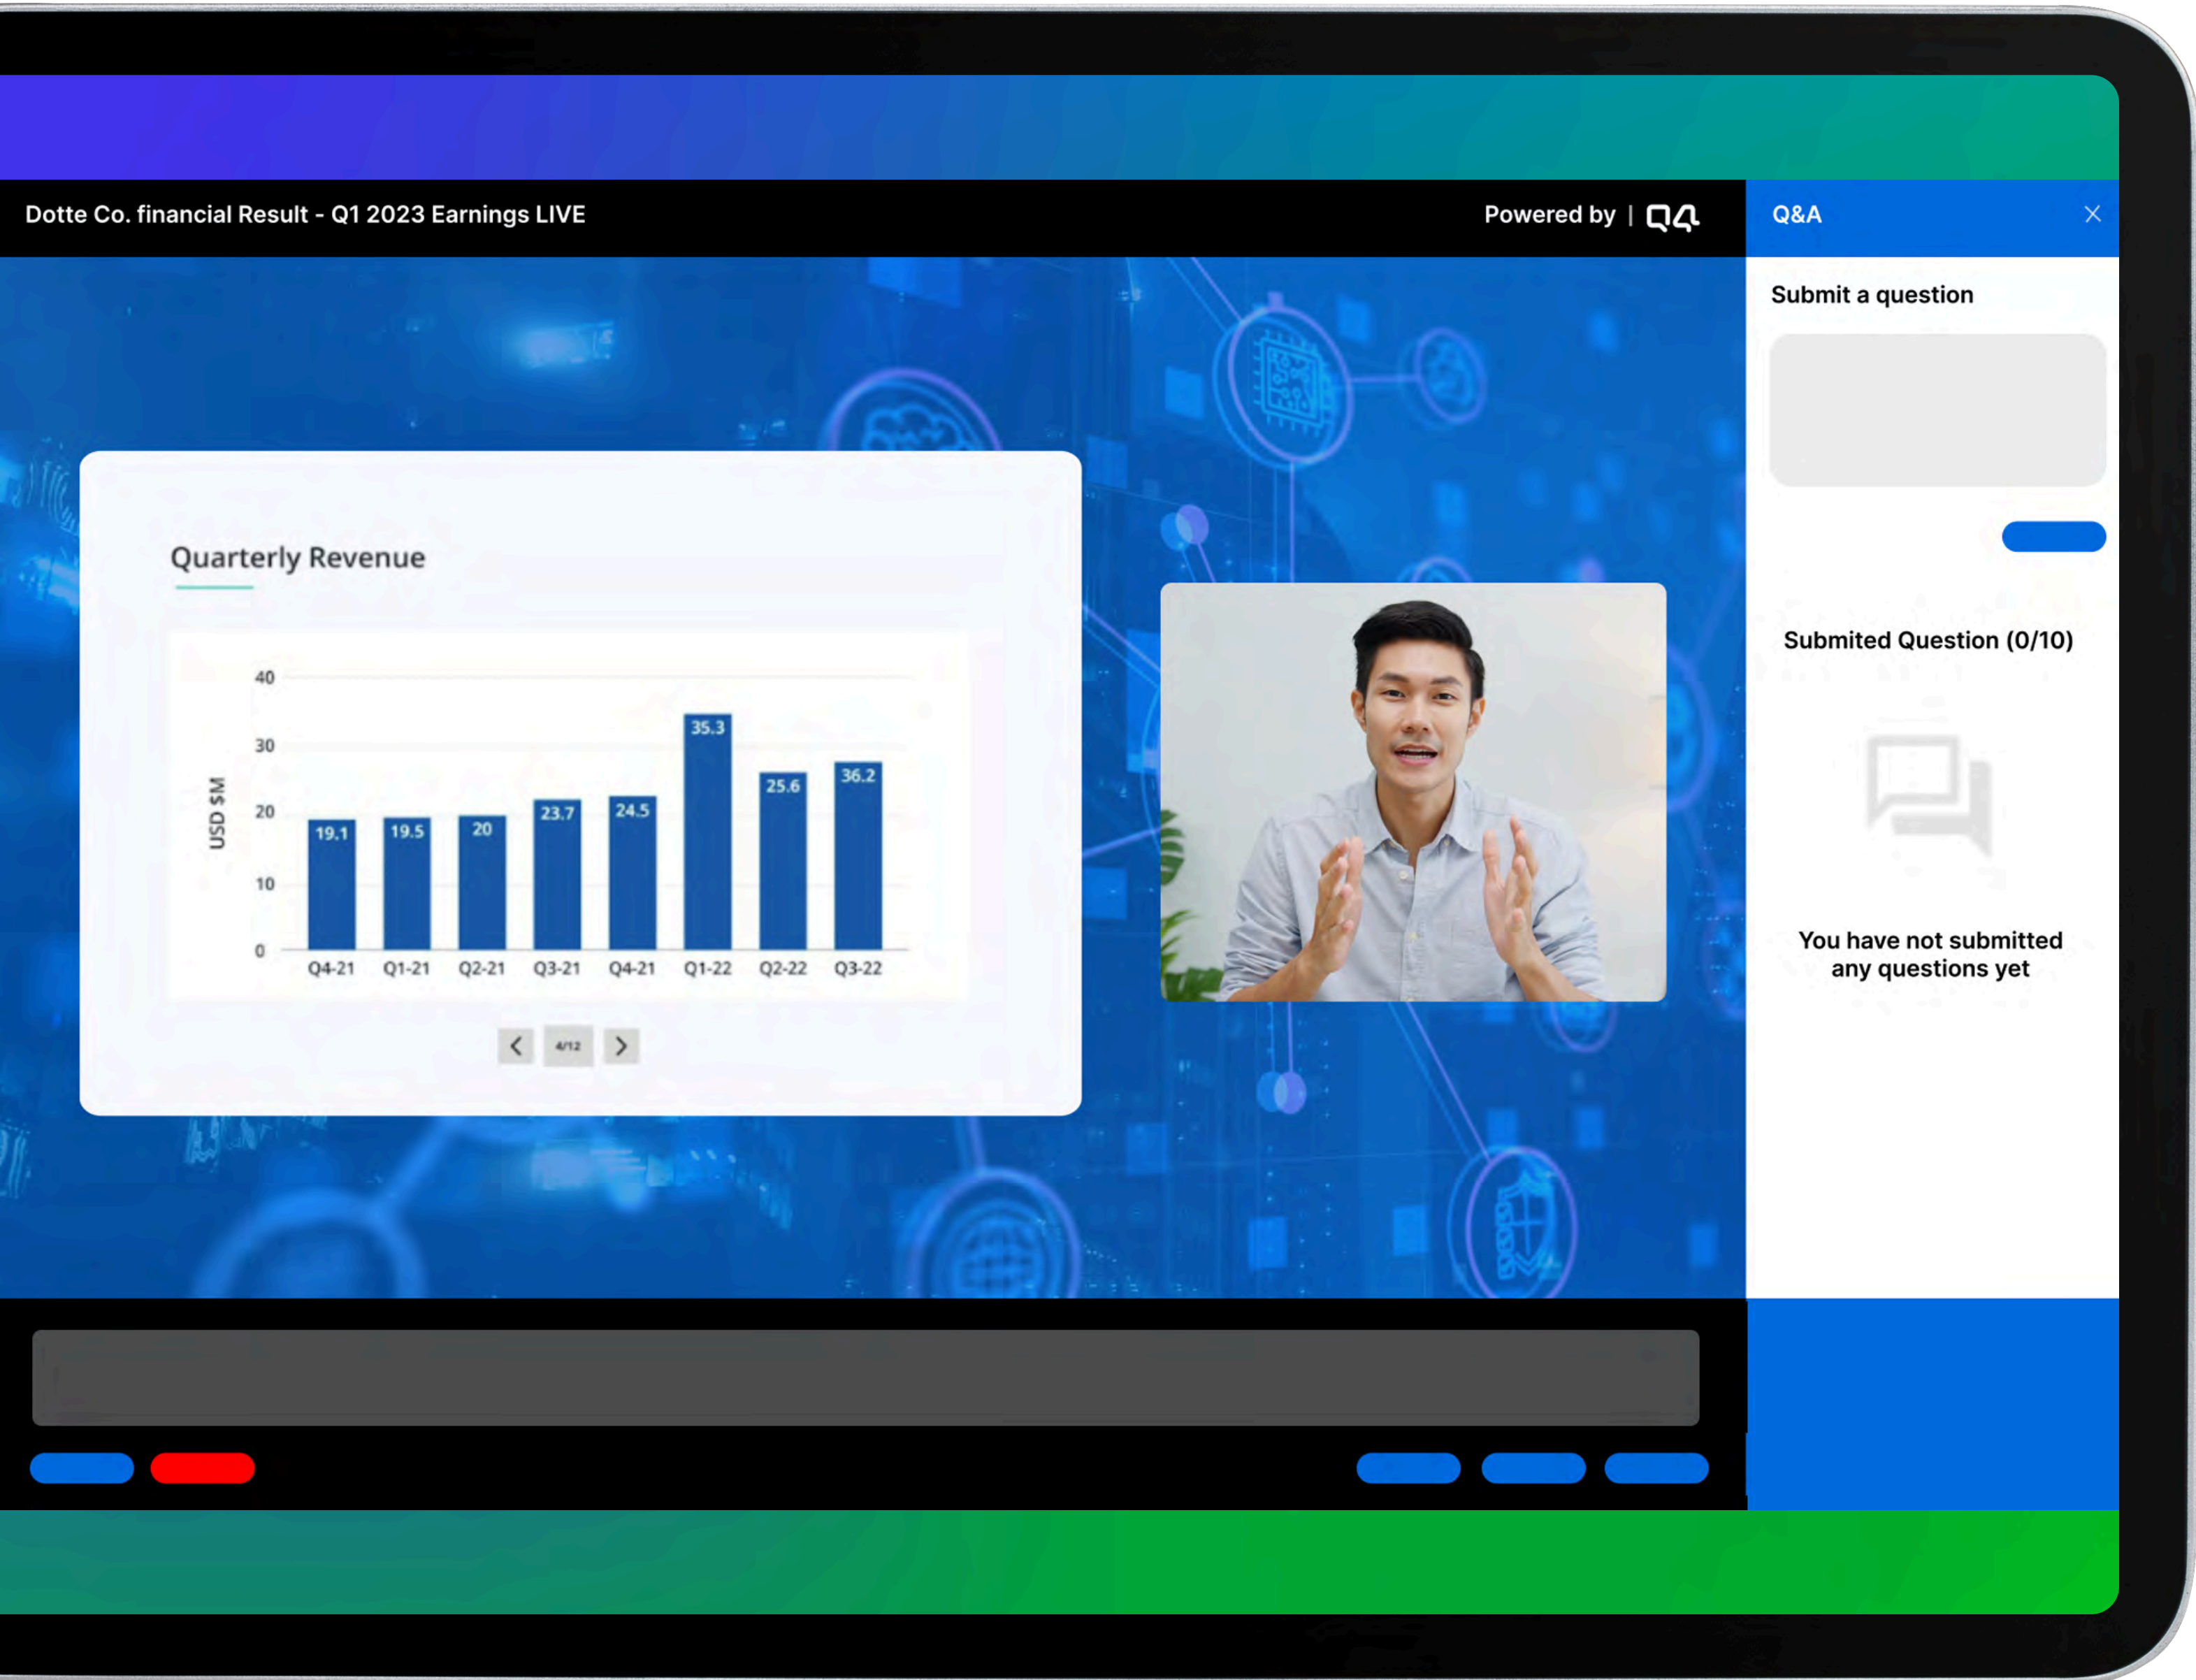 Dotte Co. financial Result - Q1 2023 Earnings LIVE
Powered by | Q4
Q&A
Submit a question
Submited Question (0/10)
You have not submitted
any questions yet
Quarterly Revenue
USD $M
40
30
20
10
0
19.1
19.5
20
23.7
24.5
35.3
25.6
36.2
Q4-21
Q1-21
Q2-21
Q3-21
Q4-21
Q1-22
Q2-22
Q3-22
4/12